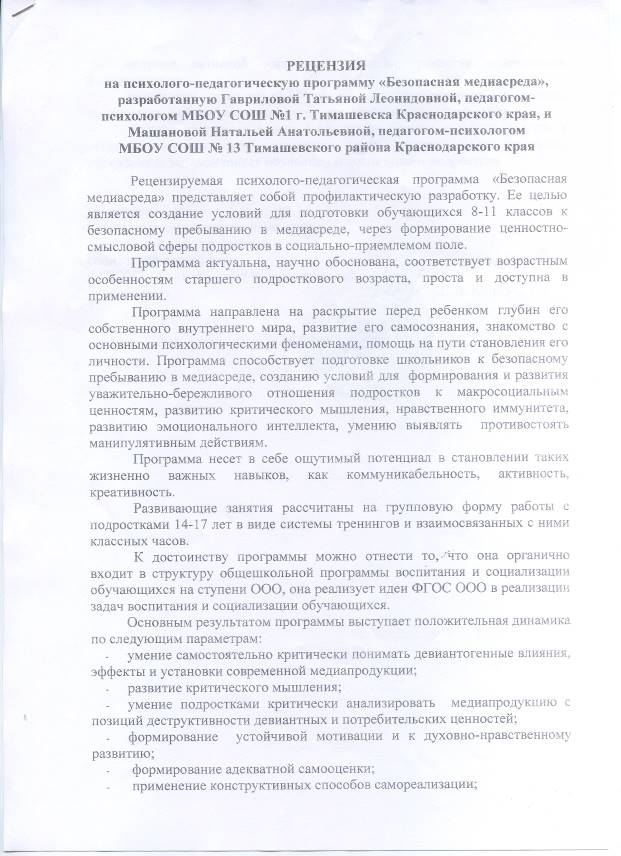 РЕЦЕНЗИЯ
на психолого-педагогическую программу «Безопасная медиасреда»,
разработанную Гавриловой Татьяной Леонидовной, педагогом-
психологом МБОУ СОШ №1 г. Тимашевска Краснодарского края, и
Машановой Натальей Анатольевной, педагогом-психологом
МБОУ СОШ № 13 Тимашевского района Краснодарского края
Рецензируемая психолого-педагогическая программа «Безопасная
медиасреда» представляет собой профилактическую разработку. Ее целью
является создание условий для подготовки обучающихся 8-11 классов к
безопасному пребыванию в медиасреде, через формирование ценностно-
смысловой сферы подростков в социально-приемлемом поле.
Программа актуальна, научно обоснована, соответствует возрастным
особенностям старшего подросткового возраста, проста и доступна в
применении.
Программа направлена на раскрытие перед ребенком глубин его
собственного внутреннего мира, развитие его самосознания, знакомство с
основными психологическими феноменами, помощь на пути становления его
личности. Программа способствует подготовке школьников к безопасному
пребыванию в медиасреде, созданию условий для формирования и развития
уважительно-бережливого отношения подростков к макросоциальным
ценностям, развитию критического мышления, нравственного иммунитета,
развитию эмоционального интеллекта, умению выявлять противостоять
манипулятивным действиям.
Программа несет в себе ощутимый потенциал в становлении таких
жизненно важных навыков, как коммуникабельность, активность,
креативность.
Развивающие занятия рассчитаны на групповую форму работы с
подростками 14-17 лет в виде системы тренингов и взаимосвязанных с ними
классных часов.
К достоинству программы можно отнести то, что она органично
входит в структуру общешкольной программы воспитания и социализации
обучающихся на ступени ООО, она реализует идеи ФГОС ООО в реализации
задач воспитания и социализации обучающихся.
Основным результатом программы выступает положительная динамика
по следующим параметрам:
- умение самостоятельно критически понимать девиантогенные влияния,
эффекты и установки современной медиапродукции;
- развитие критического мышления;
- умение подростками критически анализировать медиапродукцию с
позиций деструктивности девиантных и потребительских ценностей;
- формирование устойчивой мотивации и к духовно-нравственному
развитию;
- формирование адекватной самооценки;
- применение конструктивных способов самореализации;